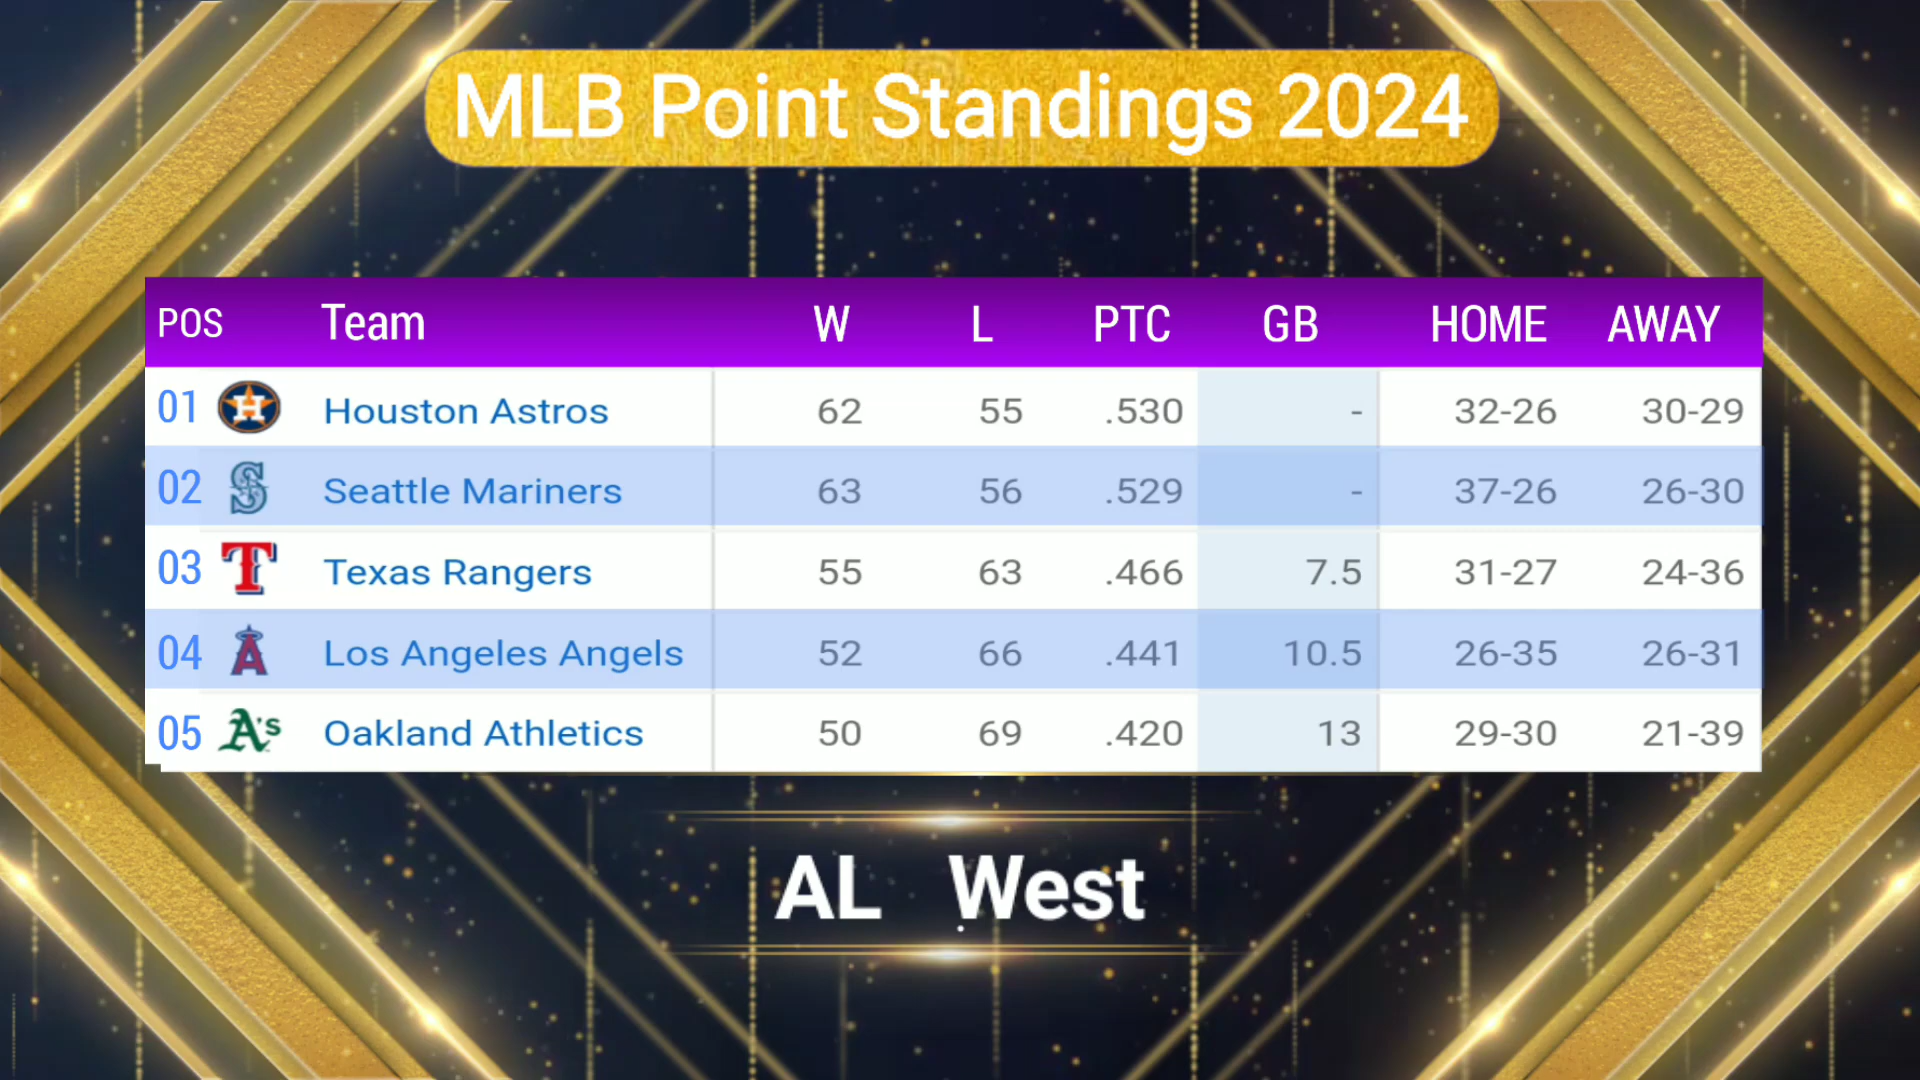 MLB Point Standings 2024
POS Team W L PTC GB HOME AWAY
01 H Houston Astros 62 55 .530 - 32-26 30-29
02 S Seattle Mariners 63 56 .529 - 37-26 26-30
03 T Texas Rangers 55 63 .466 7.5 31-27 24-36
04 A Los Angeles Angels 52 66 .441 10.5 26-35 26-31
05 A's Oakland Athletics 50 69 .420 13 29-30 21-39
AL West